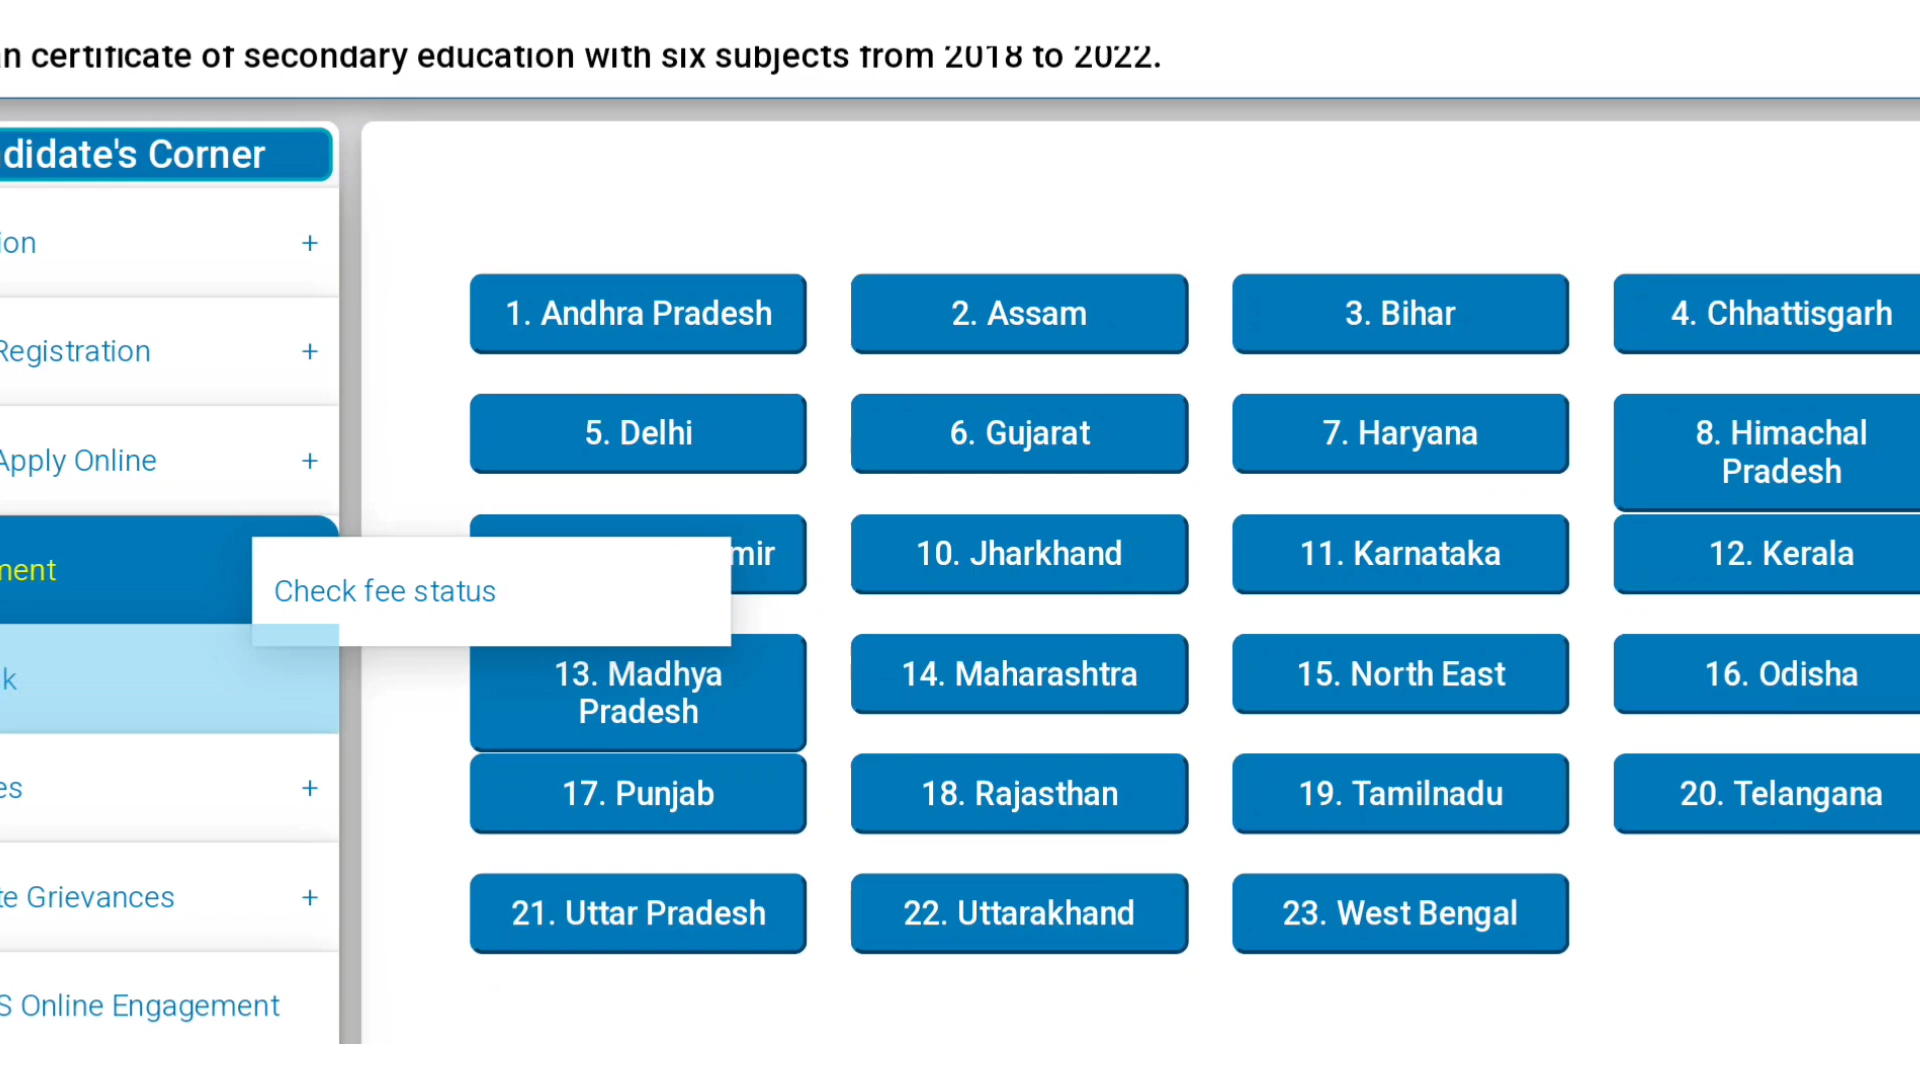 certificate of secondary education with six subjects from 2018 to 2022.
didate's Corner
ion +
Registration +
Apply Online +
1. Andhra Pradesh
2. Assam
3. Bihar
4. Chhattisgarh
5. Delhi
6. Gujarat
7. Haryana
8. Himachal
Pradesh
ment
Check fee status
mir
10. Jharkhand
11. Karnataka
12. Kerala
k
13. Madhya
Pradesh
14. Maharashtra
15. North East
16. Odisha
es +
17. Punjab
18. Rajasthan
19. Tamilnadu
20. Telangana
te Grievances +
21. Uttar Pradesh
22. Uttarakhand
23. West Bengal
S Online Engagement